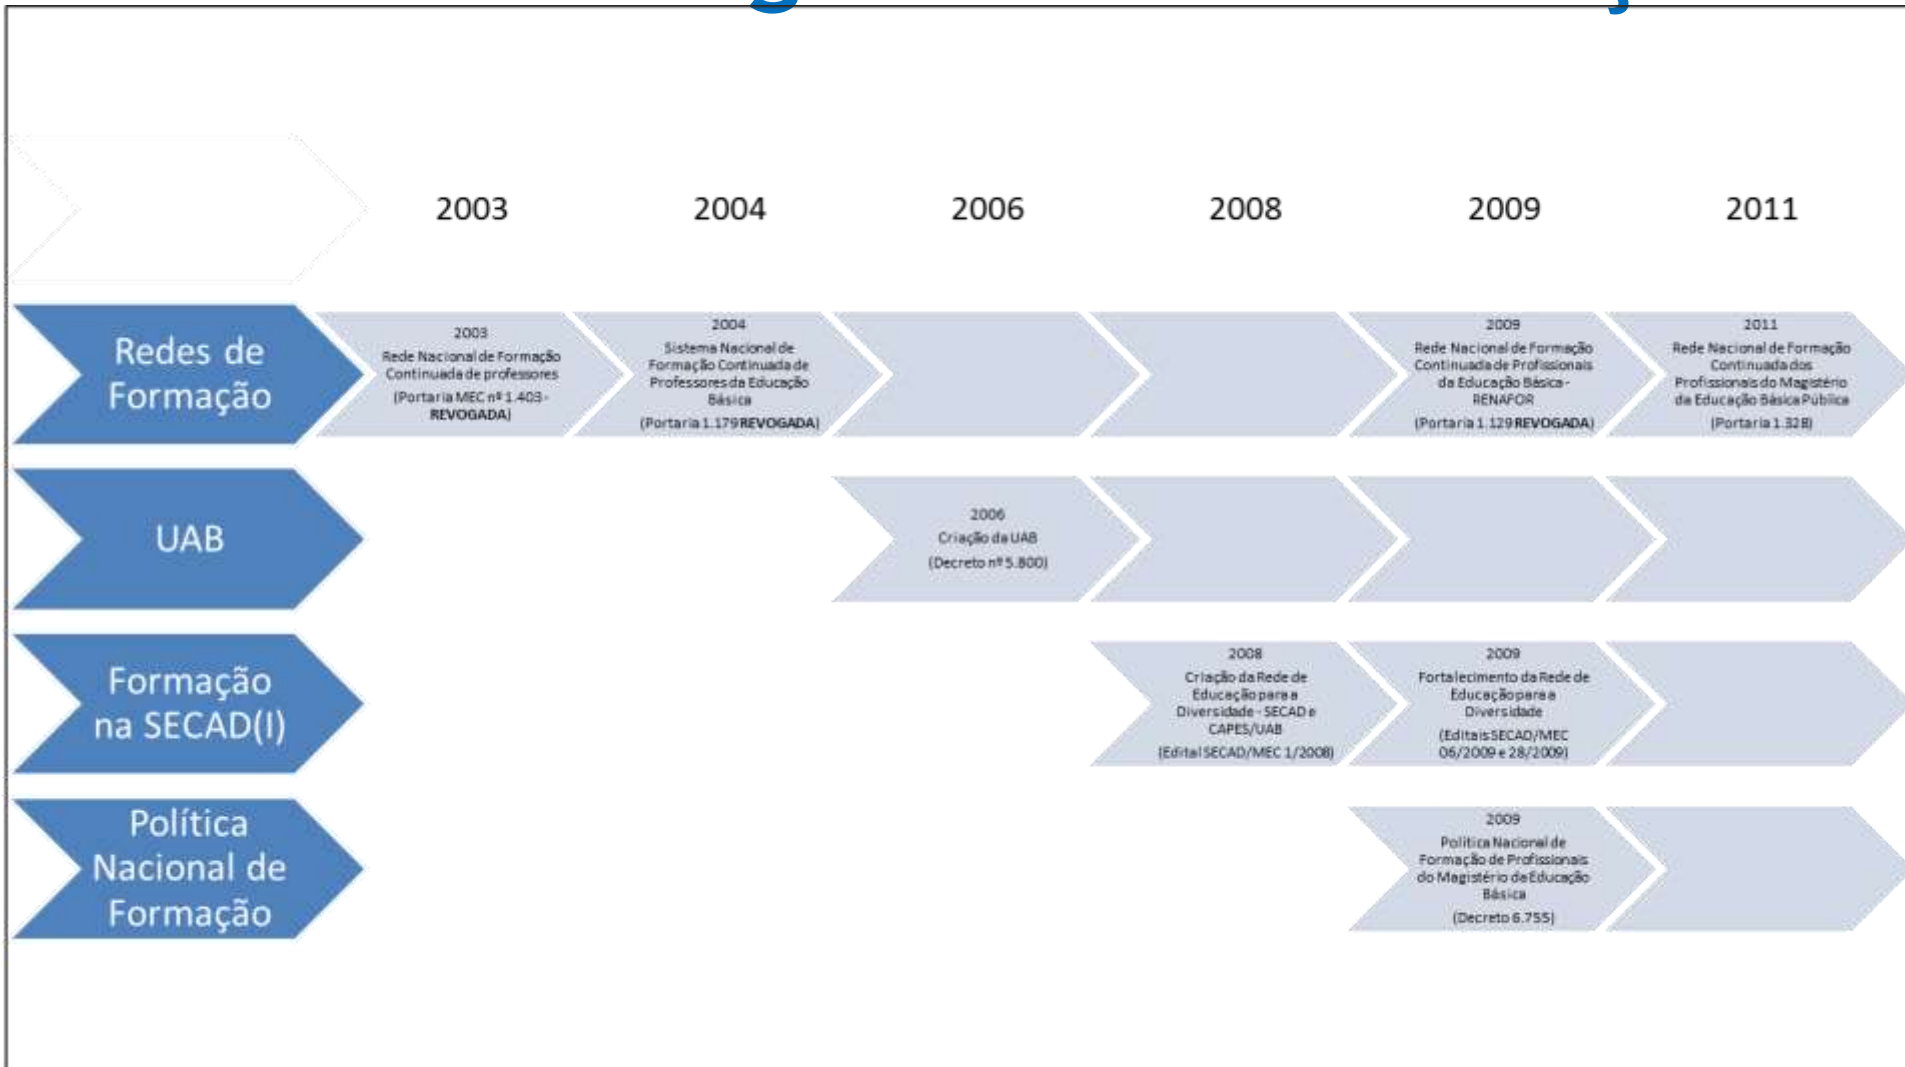 2003
2004
2006
2008
2009
2011
Redes de
Formação
2003
Rede Nacional de Formação
Continuada de professores
(Portaria MEC nº 1.403 -
REVOGADA)
2004
Sistema Nacional de
Formação Continuada de
Professores da Educação
Básica
(Portaria 1.179 REVOGADA)
2009
Rede Nacional de Formação
Continuada de Profissionais
da Educação Básica -
RENAFOR
(Portaria 1.129 REVOGADA)
2011
Rede Nacional de Formação
Continuada dos
Profissionais do Magistério
da Educação Básica Pública
(Portaria 1.328)
UAB
2006
Criação da UAB
(Decreto nº 5.800)
Formação
na SECAD(I)
2008
Criação da Rede de
Educação para a
Diversidade - SECAD e
CAPES/UAB
(Edital SECAD/MEC 1/2008)
2009
Fortalecimento da Rede de
Educação para a
Diversidade
(Editais SECAD/MEC
06/2009 e 28/2009)
Política
Nacional de
Formação
2009
Política Nacional de
Formação de Profissionais
do Magistério da Educação
Básica
(Decreto 6.755)